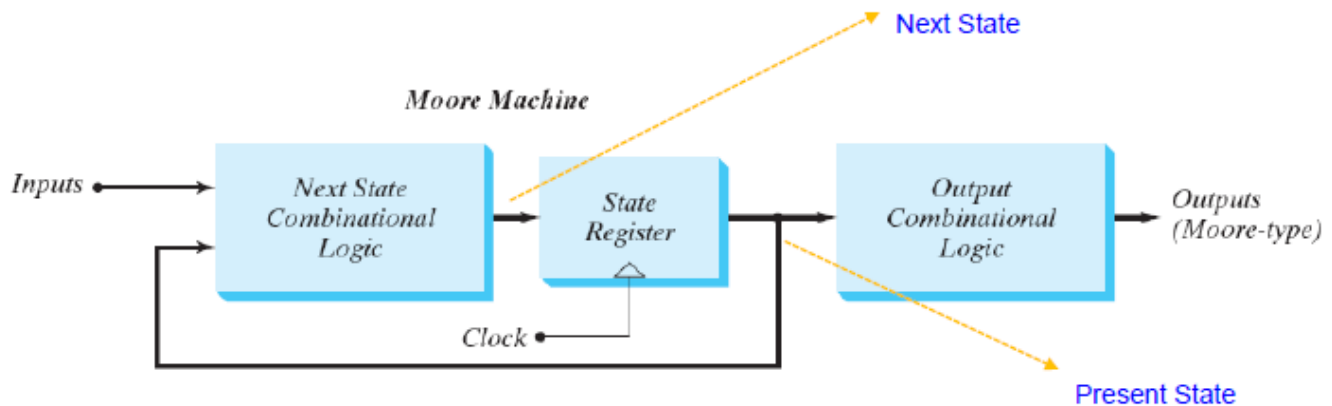 Next State
Moore Machine
Inputs
Next State
Combinational
Logic
State
Register
Output
Combinational
Logic
Outputs
(Moore-type)
Clock
Present State